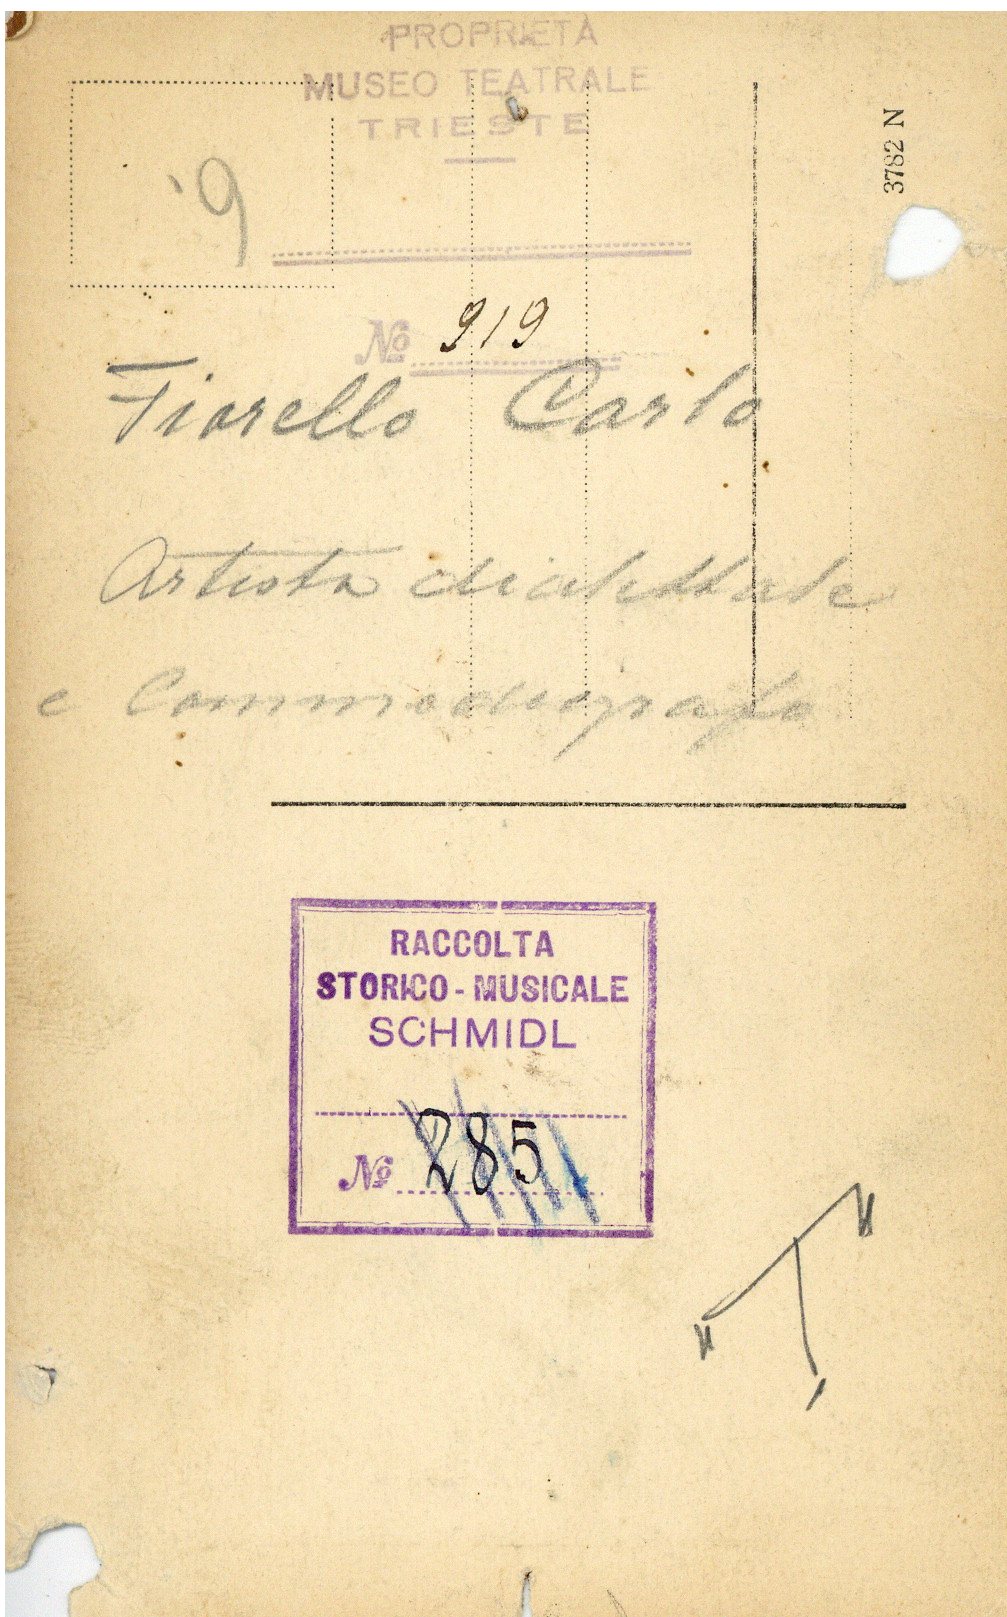 PROPRIETÀ
MUSEO TEATRALE
TRIESTE
3782 N
9
No 919
Fiorello Carlo
Artista dialettale
e Commediografo
RACCOLTA
STORICO-MUSICALE
SCHMIDL
No 285